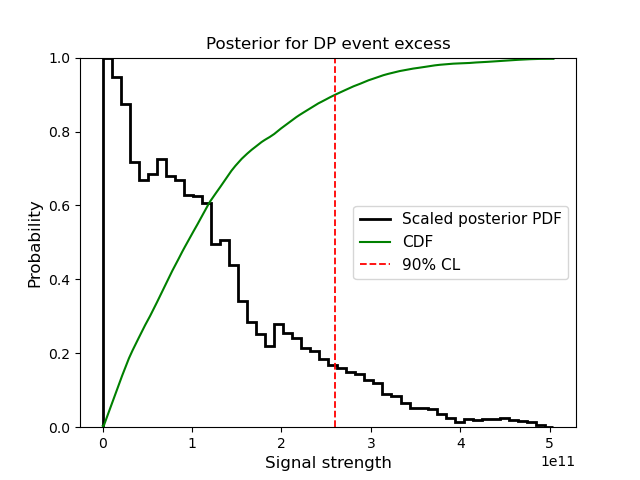 Posterior for DP event excess
Probability
1.0
0.8
0.6
0.4
0.2
0.0
Scaled posterior PDF
CDF
90% CL
0 1 2 3 4 5
1e11
Signal strength